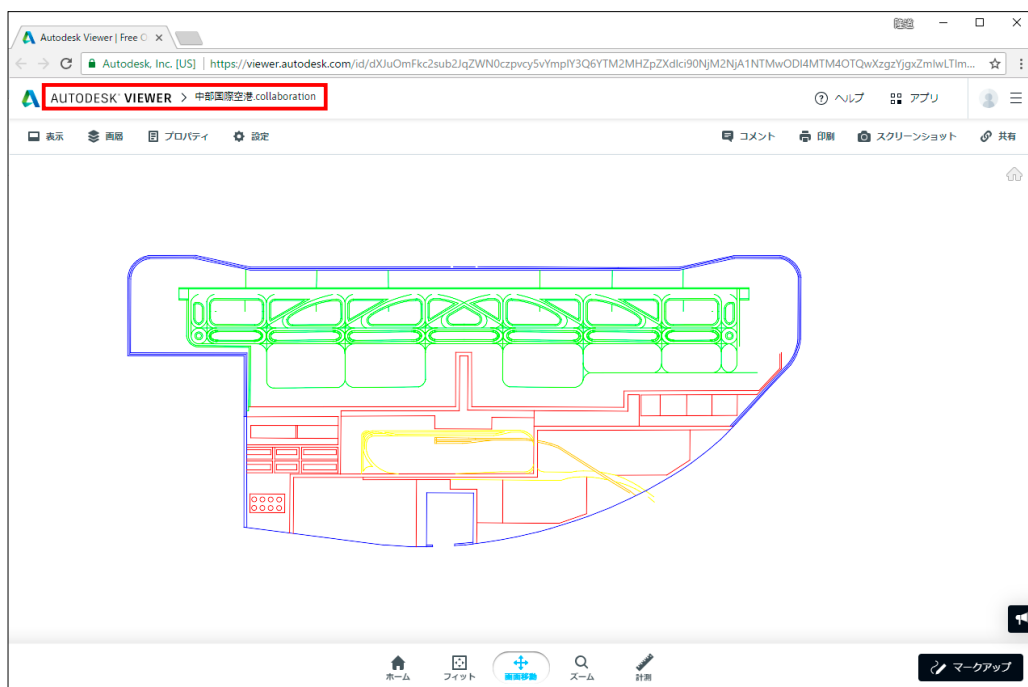 Autodesk Viewer | Free O
Autodesk, Inc. [US] | https://viewer.autodesk.com/id/
AUTODESK® VIEWER > 中部国際空港.collaboration
ヘルプ アプリ
表示 画層 プロパティ 設定 コメント 印刷 スクリーンショット 共有
ホーム フィット 画面移動 ズーム 計測 マークアップ